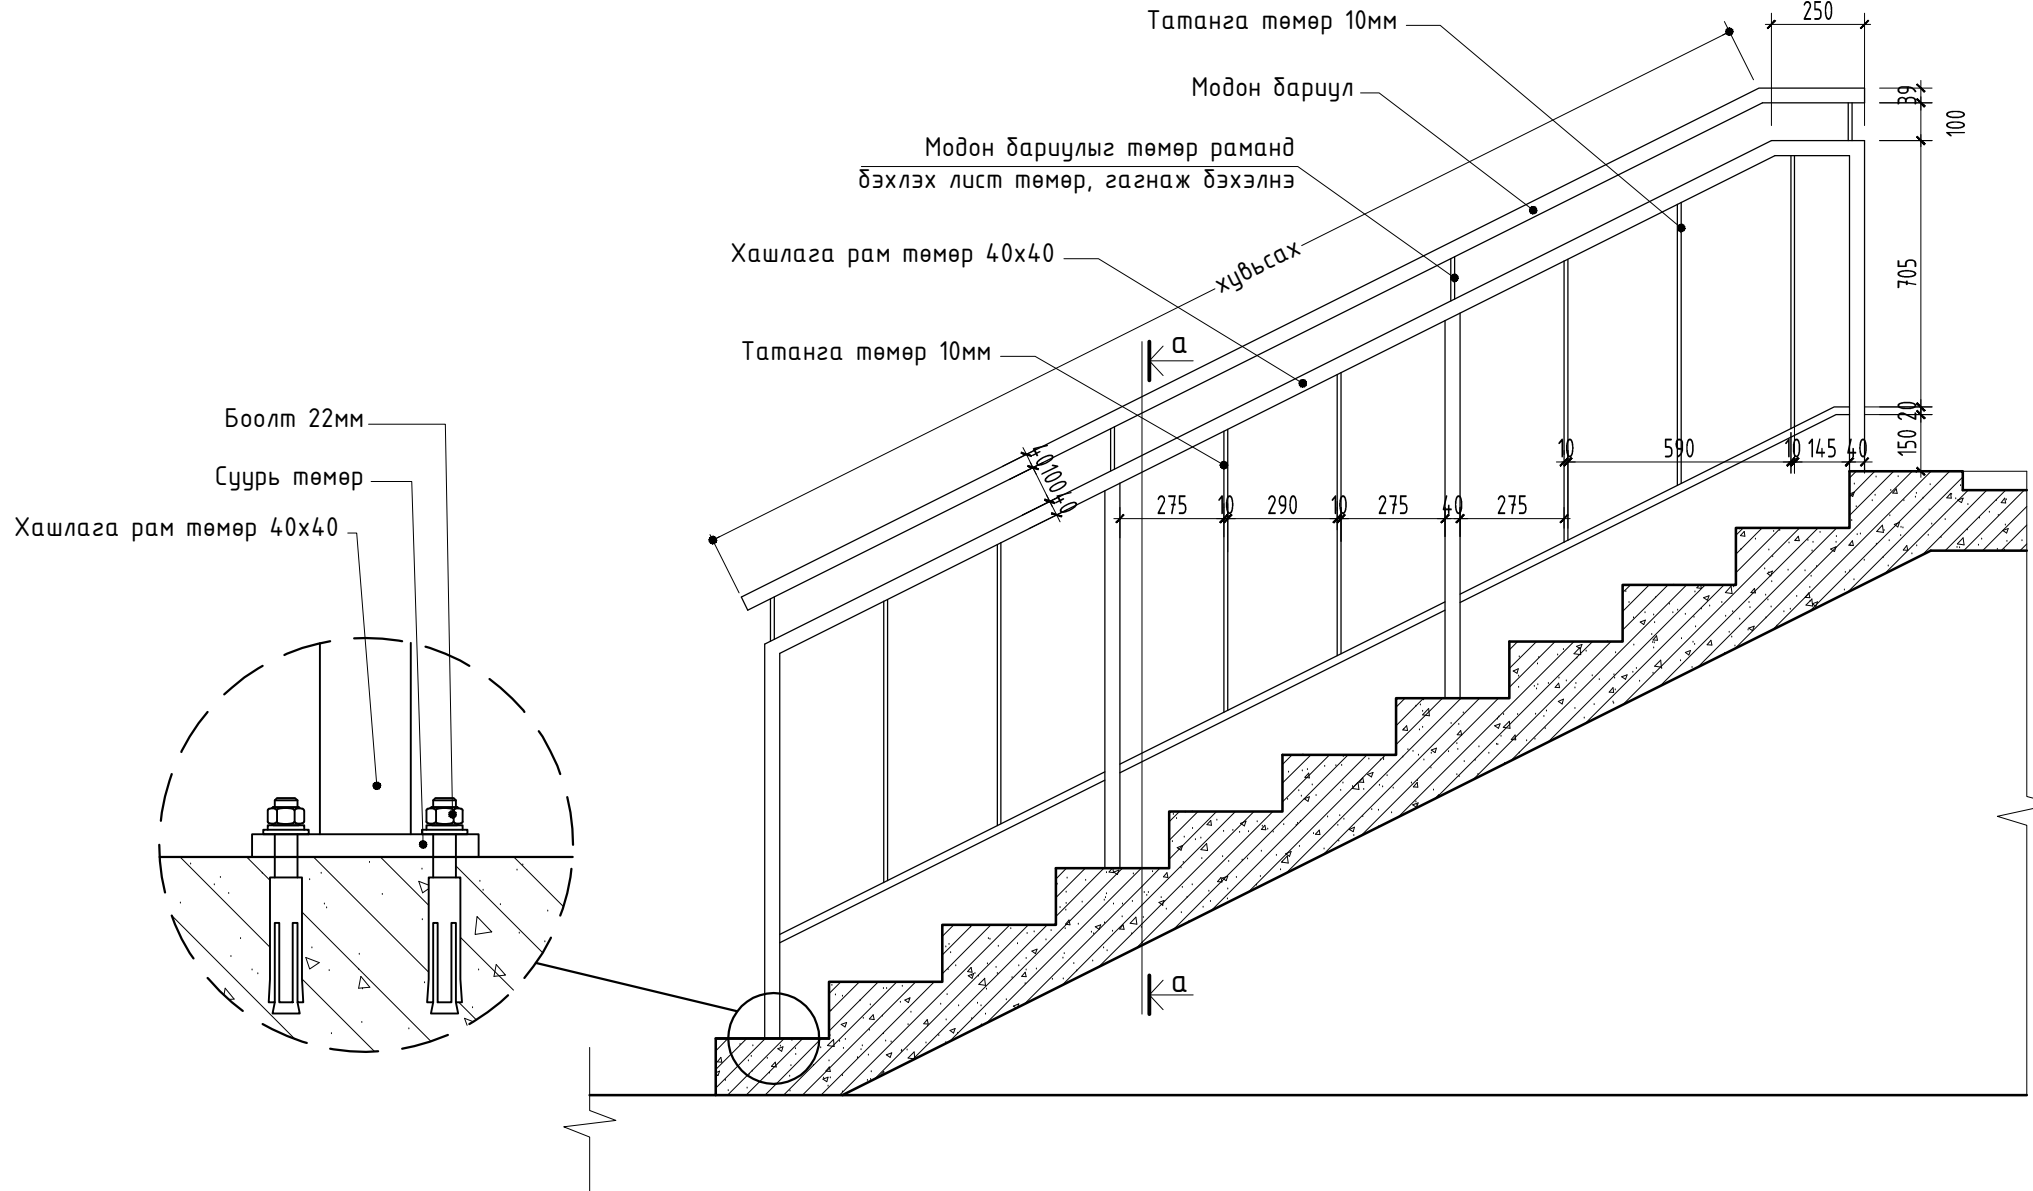 Татанга төмөр 10мм
250
Модон бариул
39
100
Модон бариулыг төмөр раманд
бэхлэх лист төмөр, гагнаж бэхэлнэ
Хашлага рам төмөр 40x40
хувьсах
705
Татанга төмөр 10мм
а
Боолт 22мм
20
150
10
590
10
145
40
40
100
40
Суурь төмөр
275
10
290
10
275
40
275
Хашлага рам төмөр 40x40
а